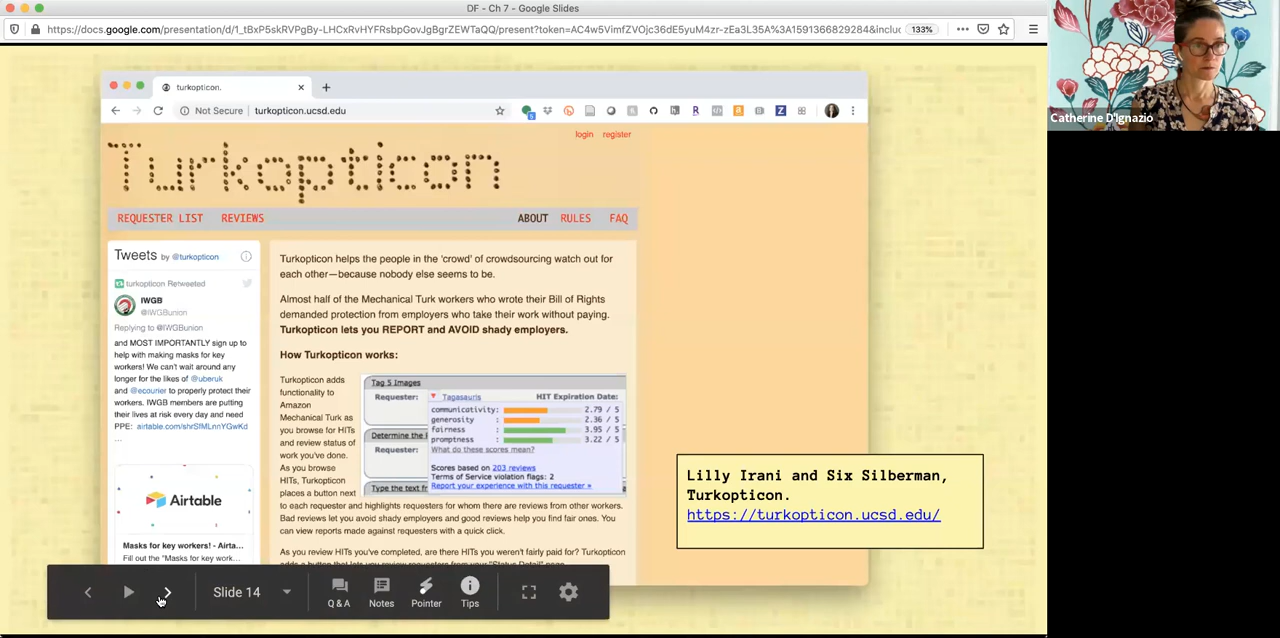 DF - Ch 7 - Google Slides
https://docs.google.com/presentation/d/1_tBxP5skRVPgBy-LHCxRvHYFRsbpGovJgBgrZEWTaQQ/present?token=AC4w5VimfZVOjc36dE5yuM4zr-zEa3L35A%3A1591366829284&inclu
133%
Catherine D'Ignazio
turkopticon.
Not Secure | turkopticon.ucsd.edu
login register
Turkopticon
REQUESTER LIST REVIEWS ABOUT RULES FAQ
Tweets by @turkopticon
turkopticon Retweeted
IWGB
@IWGBunion
Replying to @IWGBunion
and MOST IMPORTANTLY sign up to
help with making masks for key
workers! We can't wait around any
longer for the likes of @uberuk
and @ecourier to properly protect their
workers. IWGB members are putting
their lives at risk every day and need
PPE: airtable.com/shrSfMLnnYGwKd
...
Airtable
Masks for key workers! - Airta...
Fill out the "Masks for key work...
Turkopticon helps the people in the 'crowd' of crowdsourcing watch out for
each other—because nobody else seems to be.
Almost half of the Mechanical Turk workers who wrote their Bill of Rights
demanded protection from employers who take their work without paying.
Turkopticon lets you REPORT and AVOID shady employers.
How Turkopticon works:
Turkopticon adds
functionality to
Amazon
Mechanical Turk as
you browse for HITs
and review status of
work you've done.
As you browse
HITs, Turkopticon
places a button next
to each requester and highlights requesters for whom there are reviews from other workers.
Bad reviews let you avoid shady employers and good reviews help you find fair ones. You
can view reports made against requesters with a quick click.
As you review HITs you've completed, are there HITs you weren't fairly paid for? Turkopticon
adds a button that lets you review requesters from your "Status Detail" page.
Tag 5 Images
Requester: Tagasauris HIT Expiration Date:
communicativity: 2.79 / 5
generosity : 2.36 / 5
fairness : 3.95 / 5
promptness : 3.22 / 5
What do these scores mean?
Determine the
Requester:
Scores based on 203 reviews
Terms of Service violation flags: 2
Report your experience with this requester »
Type the text
Lilly Irani and Six Silberman,
Turkopticon.
https://turkopticon.ucsd.edu/
Slide 14
Q & A
Notes
Pointer
Tips